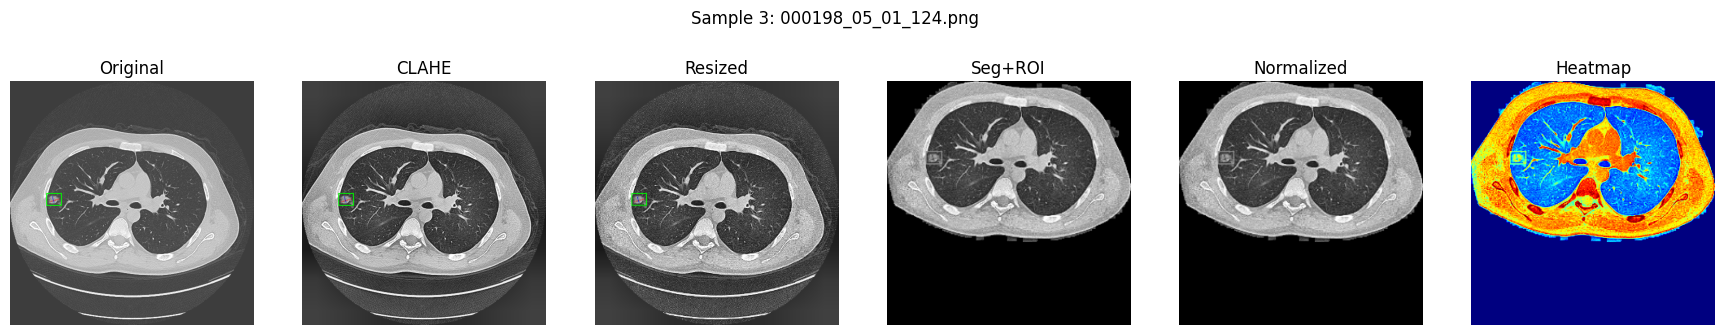 Sample 3: 000198_05_01_124.png
Original
CLAHE
Resized
Seg+ROI
Normalized
Heatmap